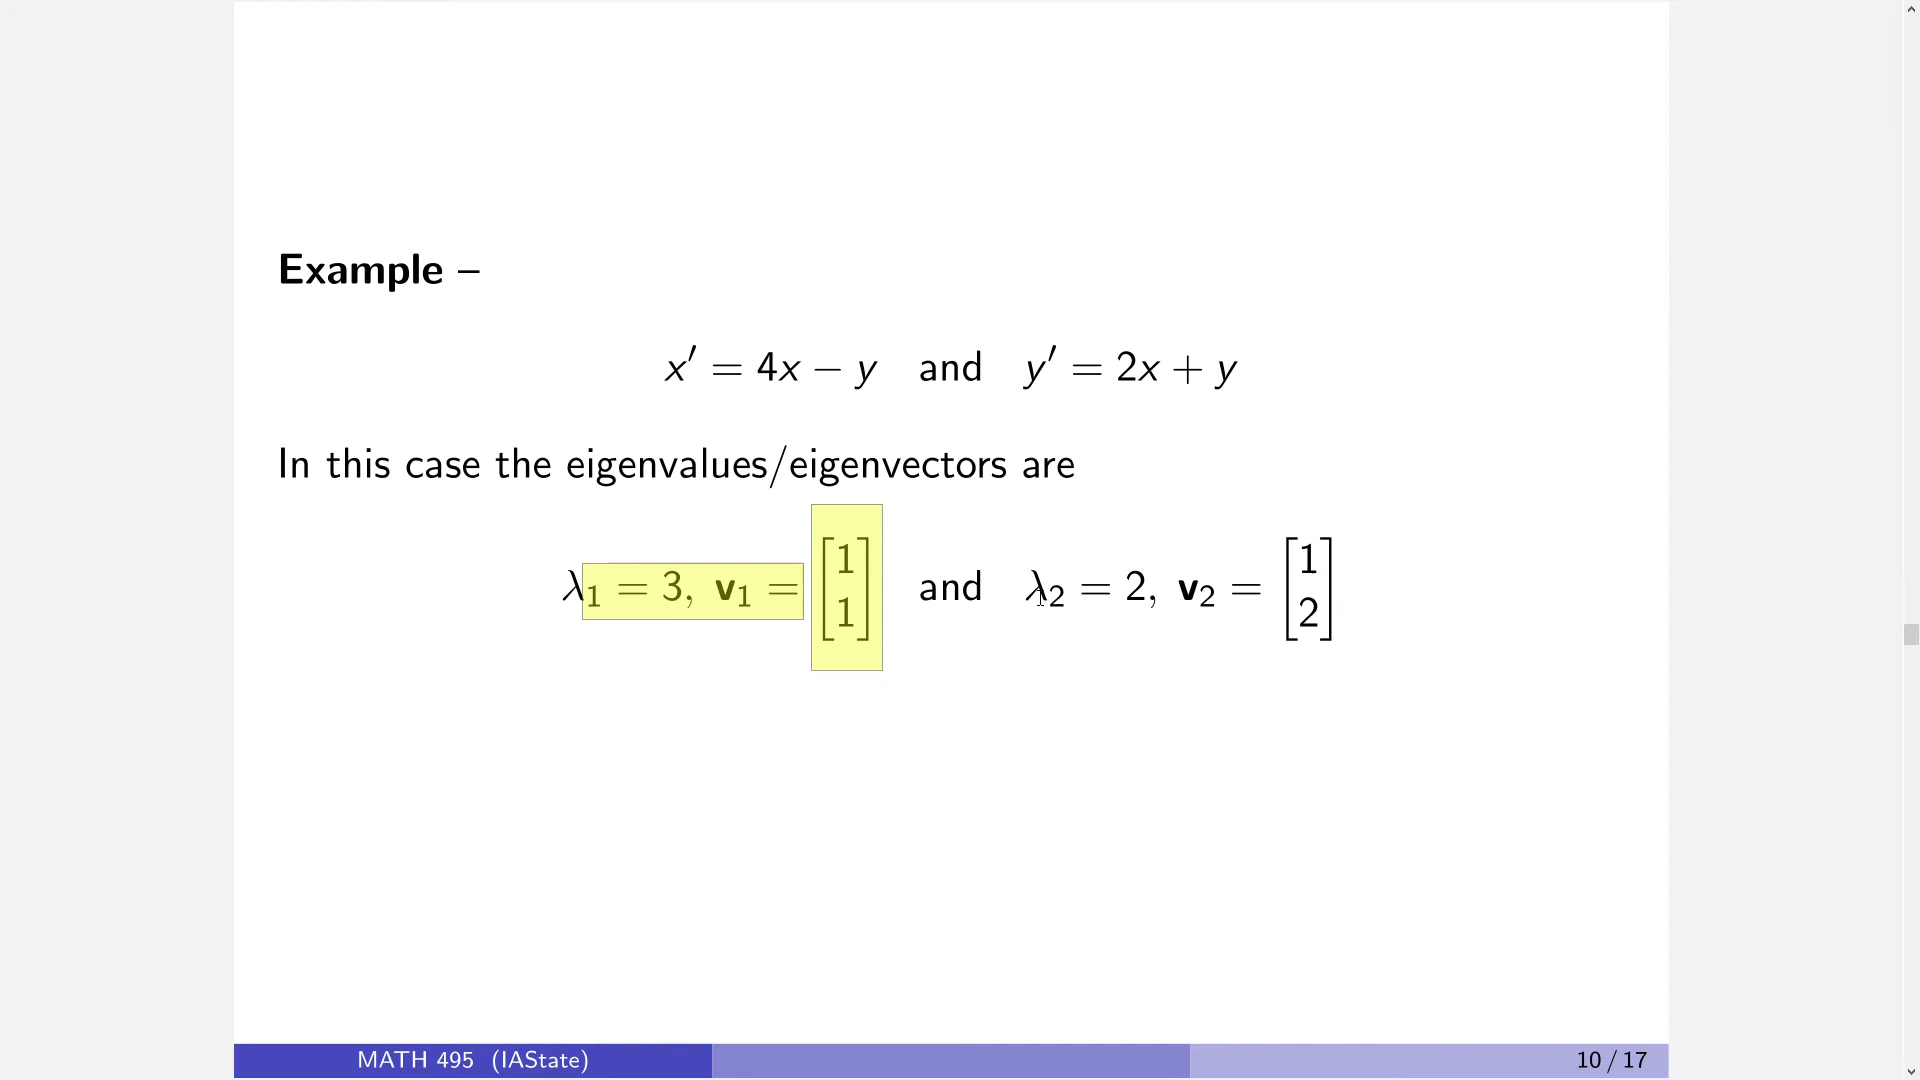 Example –
x′ = 4x − y and y′ = 2x + y
In this case the eigenvalues/eigenvectors are
λ₁ = 3, v₁ = [1 1] and λ₂ = 2, v₂ = [1 2]
MATH 495 (IAState) 10 / 17